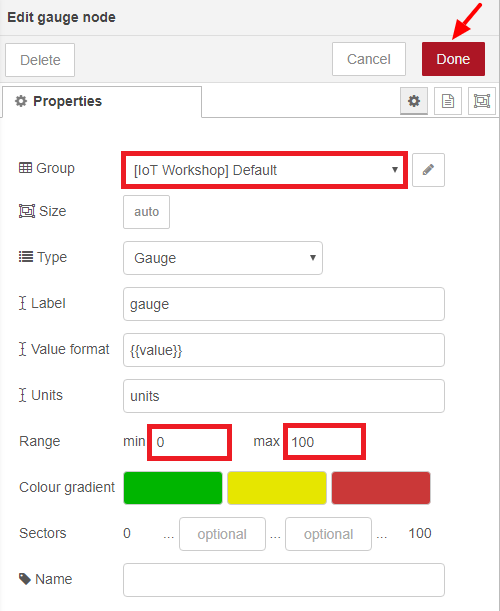 Edit gauge node
Delete Cancel Done
Properties
Group [IoT Workshop] Default
Size auto
Type Gauge
Label gauge
Value format {{value}}
Units units
Range min 0 max 100
Colour gradient
Sectors 0 ... optional ... optional ... 100
Name